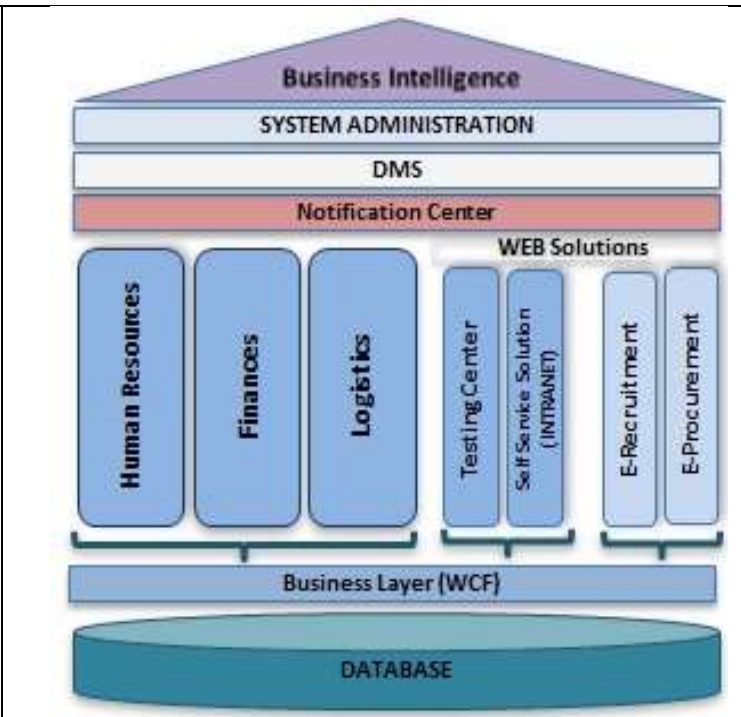 Business Intelligence
SYSTEM ADMINISTRATION
DMS
Notification Center
WEB Solutions
Human Resources
Finances
Logistics
Testing Center
Self Service Solution
(INTRANET)
E-Recruitment
E-Procurement
Business Layer (WCF)
DATABASE